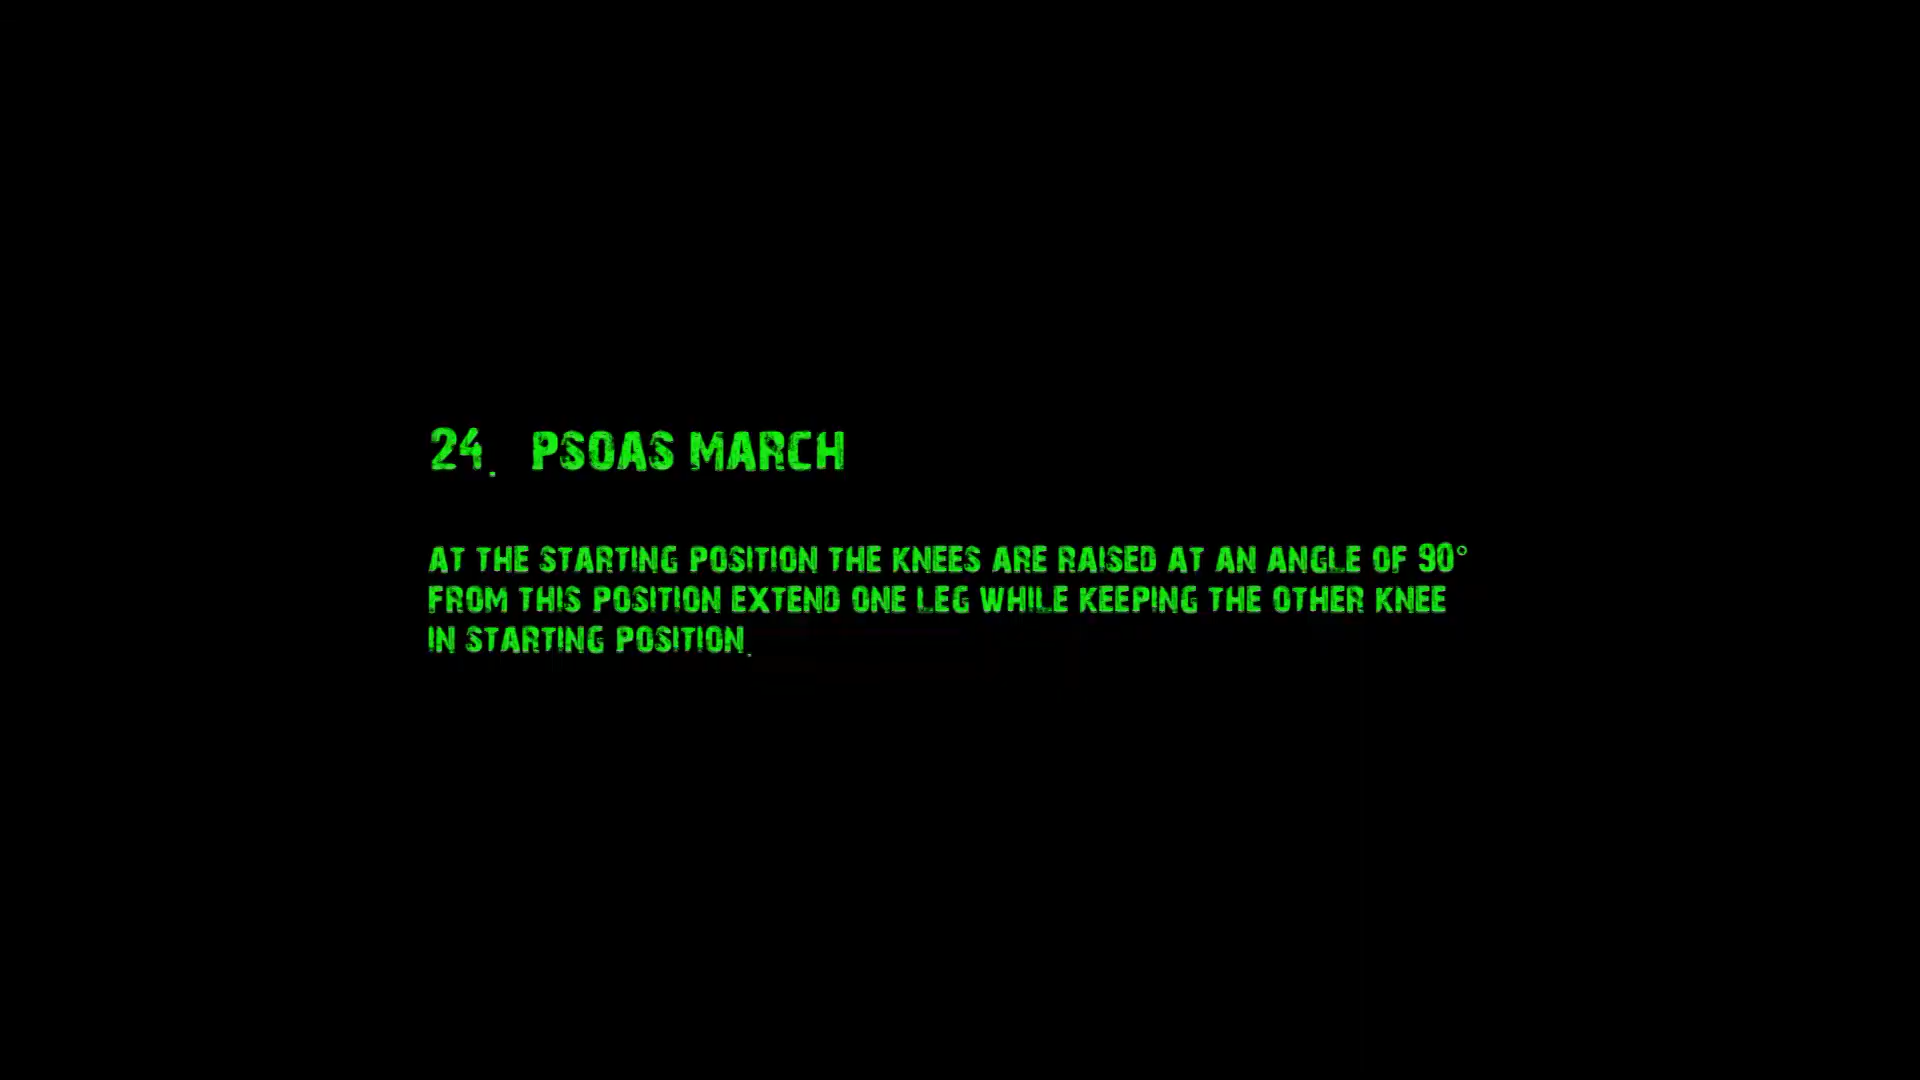 24. PSOAS MARCH
AT THE STARTING POSITION THE KNEES ARE RAISED AT AN ANGLE OF 90°
FROM THIS POSITION EXTEND ONE LEG WHILE KEEPING THE OTHER KNEE
IN STARTING POSITION.